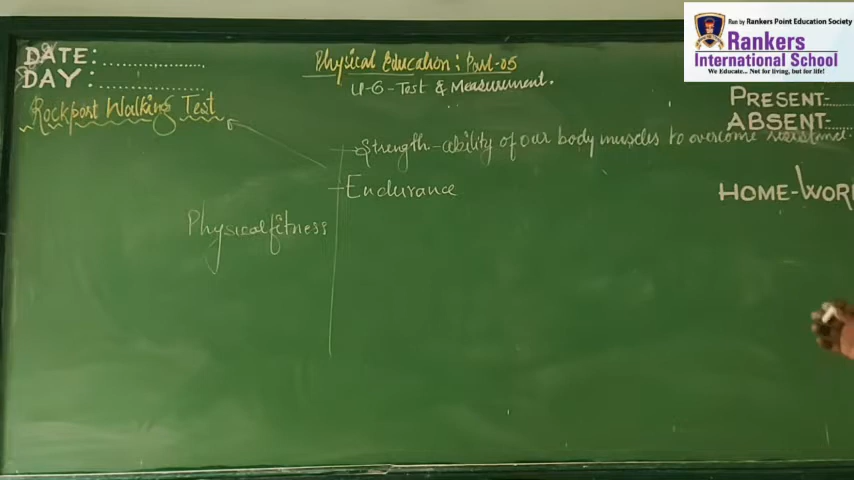 Run by Rankers Point Education Society
Rankers
International School
"We Educate... Not for living, but for life!
DATE:
DAY:
Physical Education: Part-05
U-6-Test & Measurement.
Rockport Walking Test
PRESENT
ABSENT
Strength-ability of our body muscles to overcome resistance.
Endurance
HOME-WORK
Physical fitness